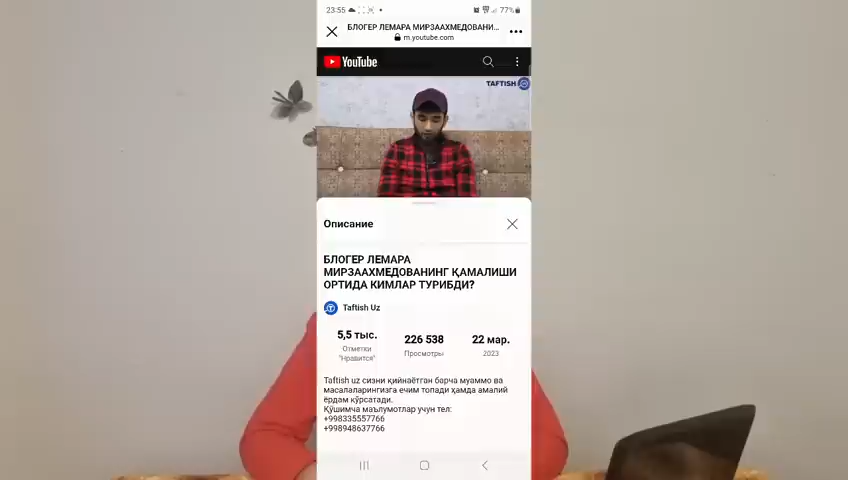 23:55
77%
БЛОГЕР ЛЕМАРА МИРЗААХМЕДОВАНИ...
m.youtube.com
YouTube
TAFTISH
Описание
БЛОГЕР ЛЕМАРА
МИРЗААХМЕДОВАНИНГ ҚАМАЛИШИ
ОРТИДА КИМЛАР ТУРИБДИ?
Taftish Uz
5,5 тыс.
226 538
22 мар.
Отметки
"Нравится"
Просмотры
2023
Taftish uz сизни қийнаётган барча муаммо ва
масалаларингизга ечим топади ҳамда амалий
ёрдам кўрсатади.
Қўшимча маълумотлар учун тел:
+998335557766
+998948637766